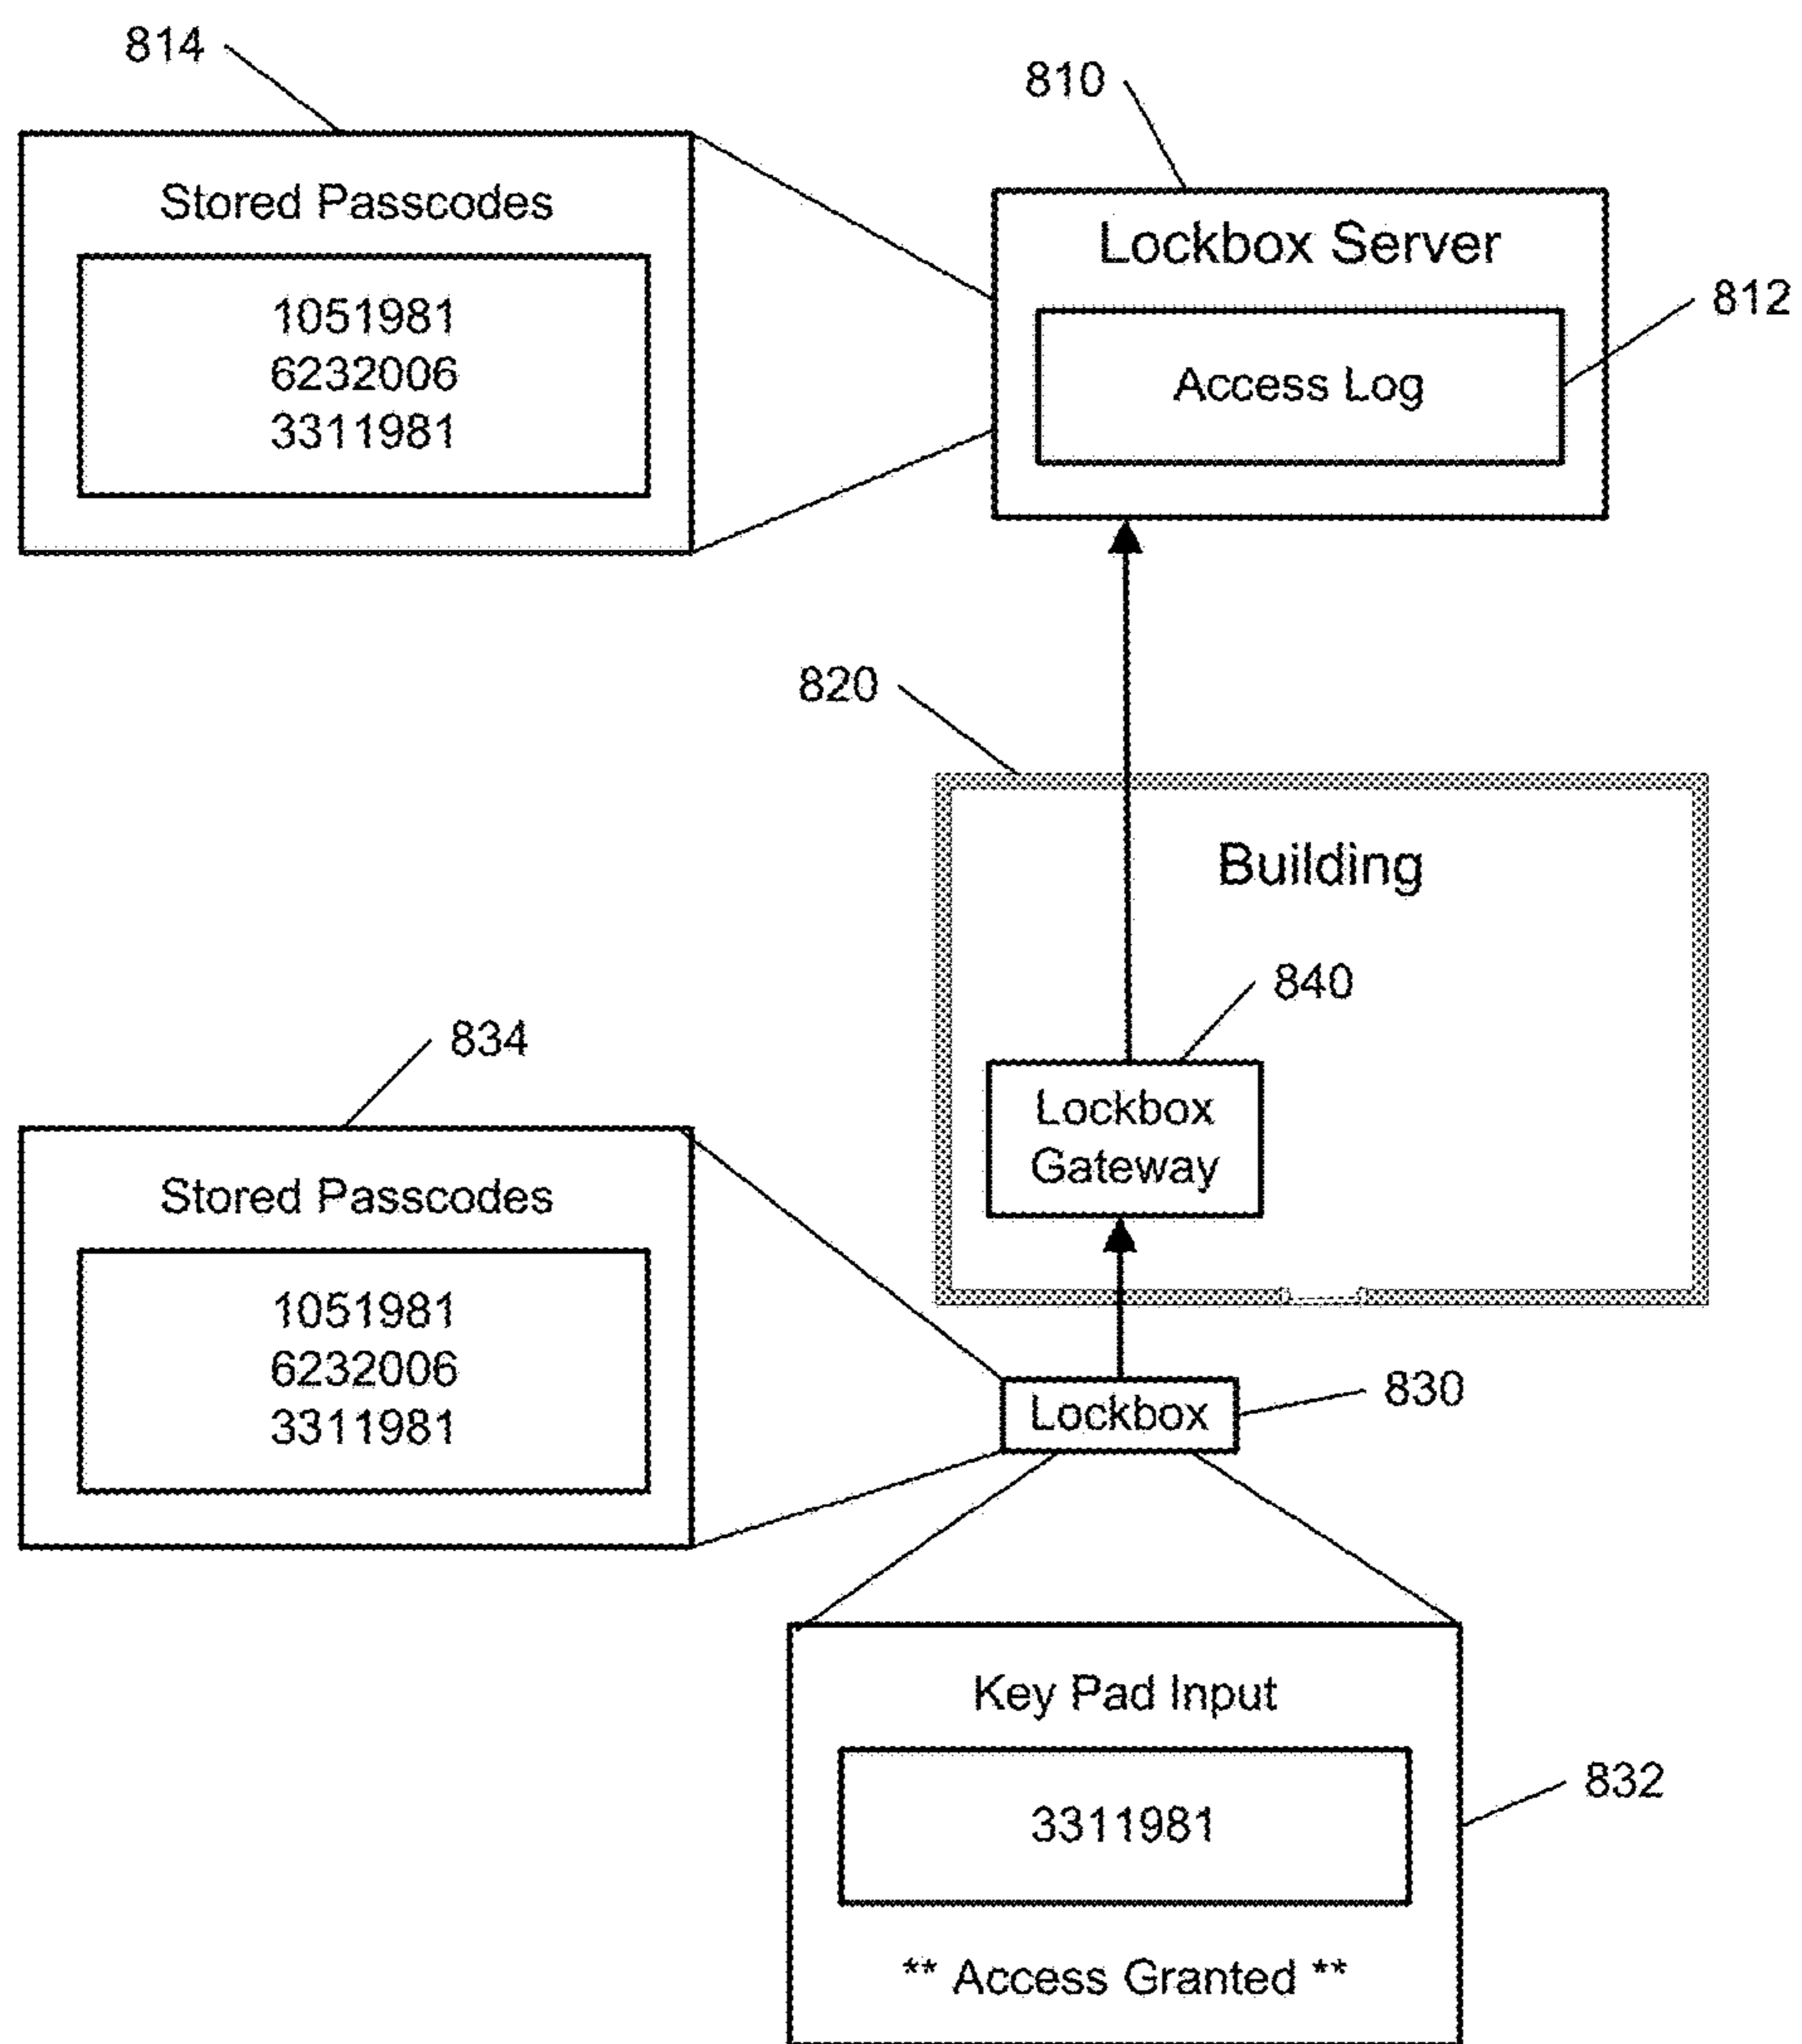 814
810
Stored Passcodes
1051981
6232006
3311981
Lockbox Server
812
Access Log
820
Building
840
834
Lockbox
Gateway
Stored Passcodes
1051981
6232006
3311981
Lockbox
830
Key Pad Input
3311981
832
** Access Granted **